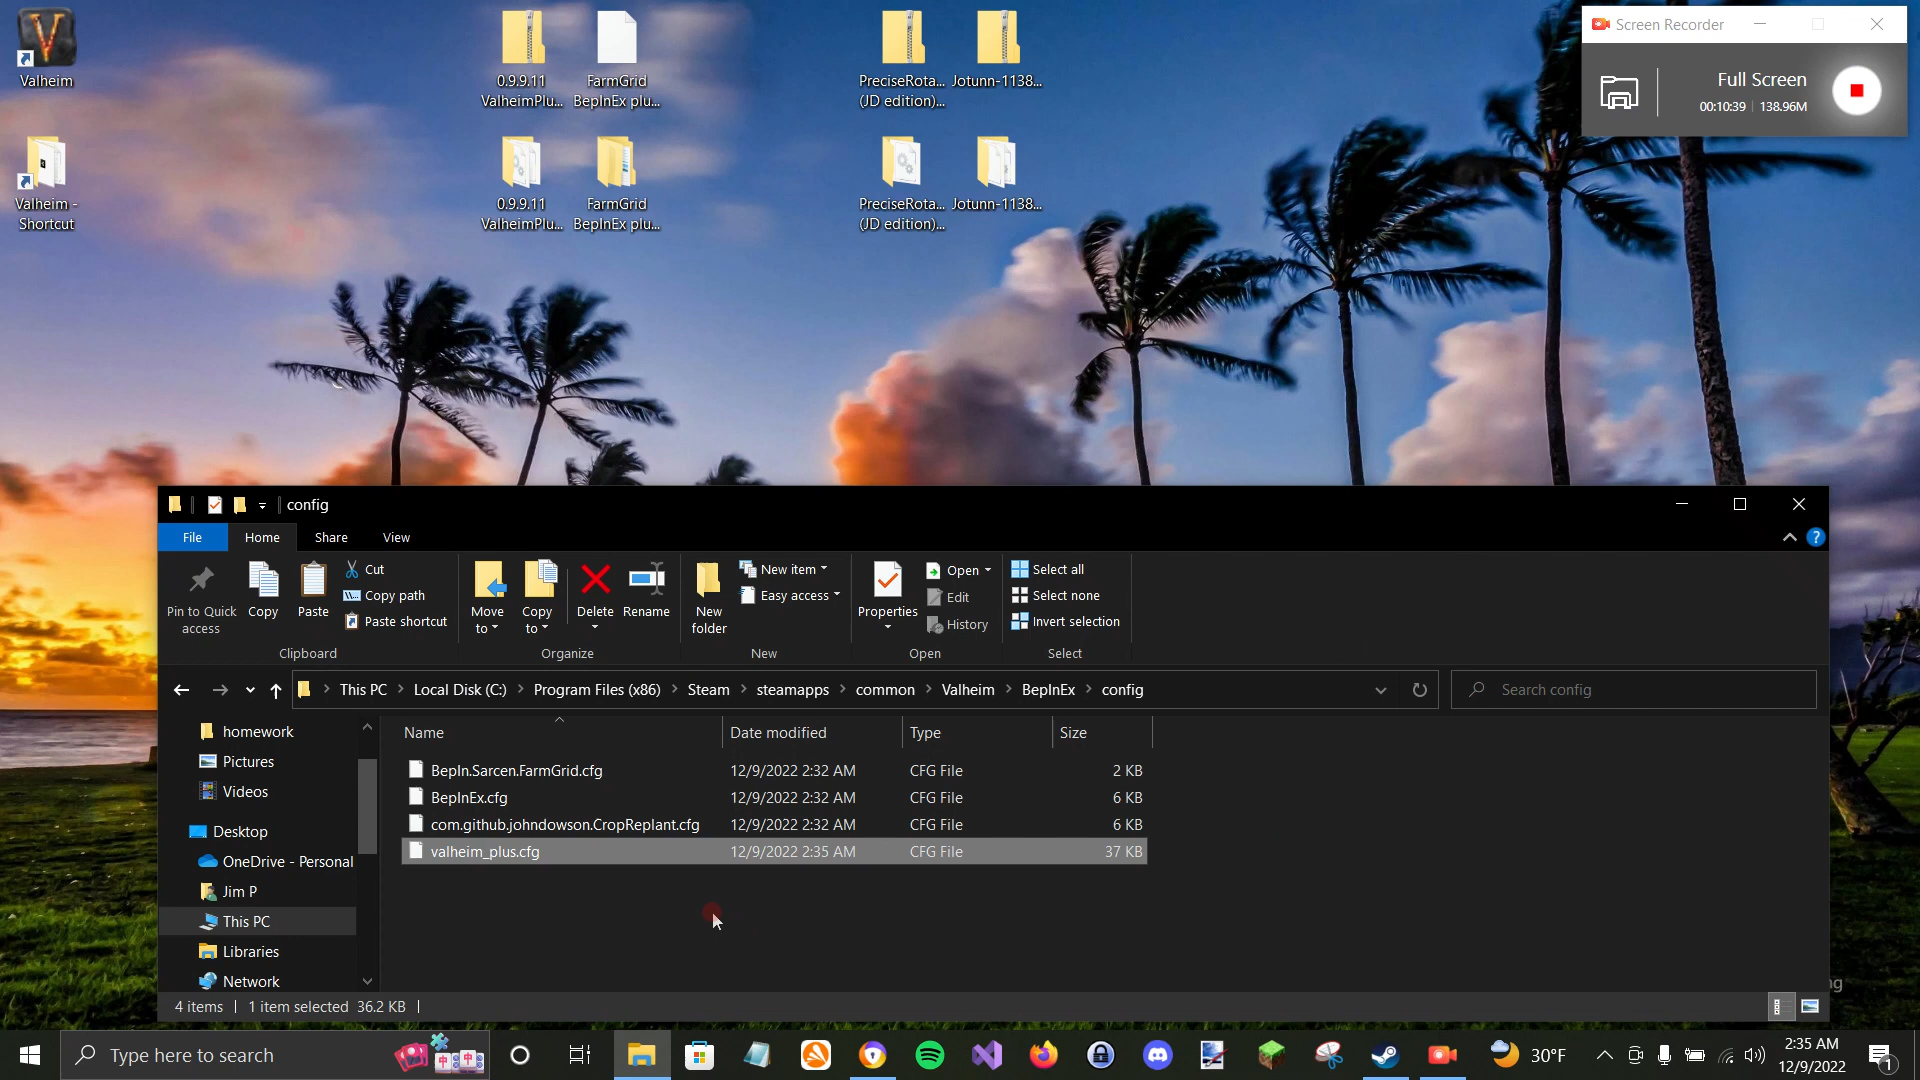 Valheim
0.9.9.11
ValheimPlu...
FarmGrid
BepInEx plu...
PreciseRota...
(JD edition)...
Jotunn-1138...
Valheim -
Shortcut
0.9.9.11
ValheimPlu...
FarmGrid
BepInEx plu...
PreciseRota...
(JD edition)...
Jotunn-1138...
Screen Recorder
Full Screen
00:10:39 | 138.96M
config
File Home Share View
Pin to Quick
access
Copy
Paste
Cut
Copy path
Paste shortcut
Clipboard
Move
to
Copy
to
Delete
Rename
Organize
New
folder
New item
Easy access
New
Properties
Open
Edit
History
Open
Select all
Select none
Invert selection
Select
This PC > Local Disk (C:) > Program Files (x86) > Steam > steamapps > common > Valheim > BepInEx > config
Search config
homework
Pictures
Videos
Desktop
OneDrive - Personal
Jim P
This PC
Libraries
Network
Name Date modified Type Size
BepIn.Sarcen.FarmGrid.cfg 12/9/2022 2:32 AM CFG File 2 KB
BepInEx.cfg 12/9/2022 2:32 AM CFG File 6 KB
com.github.johndowson.CropReplant.cfg 12/9/2022 2:32 AM CFG File 6 KB
valheim_plus.cfg 12/9/2022 2:35 AM CFG File 37 KB
4 items | 1 item selected 36.2 KB |
Type here to search
30°F
2:35 AM
12/9/2022
1